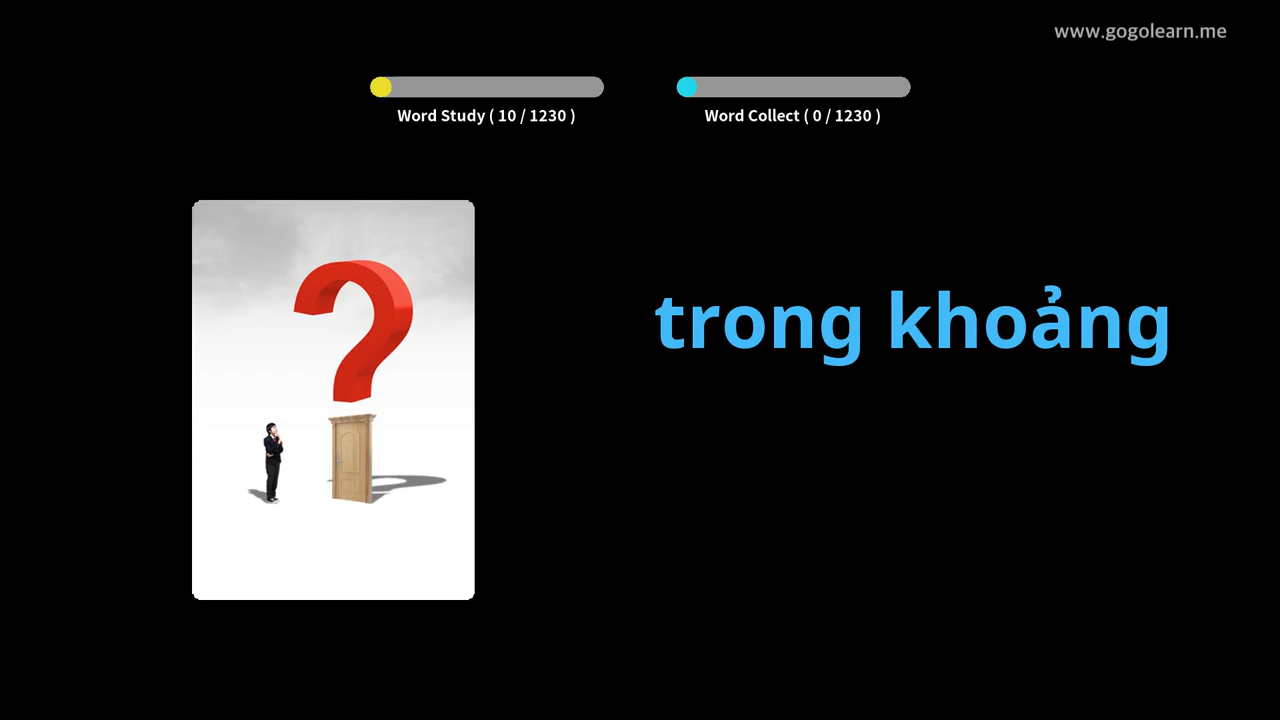 www.gogolearn.me
Word Study ( 10 / 1230 )
Word Collect ( 0 / 1230 )
?
trong khoảng